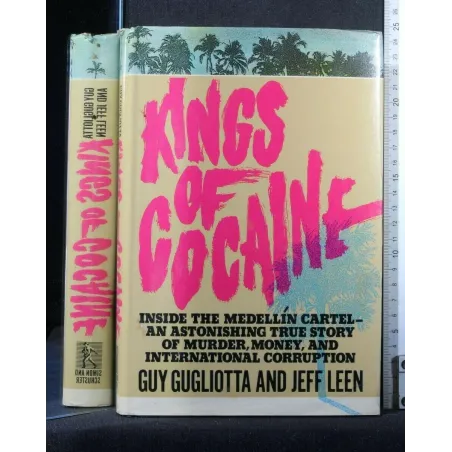 GUY GUGLIOTTA
AND JEFF LEEN
KINGS OF COCAINE
SIMON AND
SCHUSTER
KINGS
OF
COCAINE
INSIDE THE MEDELLÍN CARTEL—
AN ASTONISHING TRUE STORY
OF MURDER, MONEY, AND
INTERNATIONAL CORRUPTION
GUY GUGLIOTTA AND JEFF LEEN